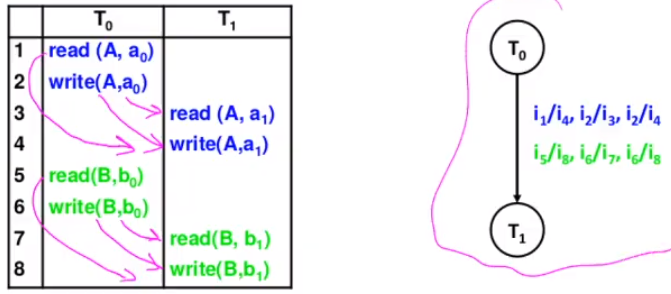 T₀ T₁
1 read (A, a₀)
2 write(A,a₀)
3 read (A, a₁)
4 write(A,a₁)
5 read(B,b₀)
6 write(B,b₀)
7 read(B, b₁)
8 write(B,b₁)
T₀
i₁/i₄, i₂/i₃, i₂/i₄
i₅/i₈, i₆/i₇, i₆/i₈
T₁